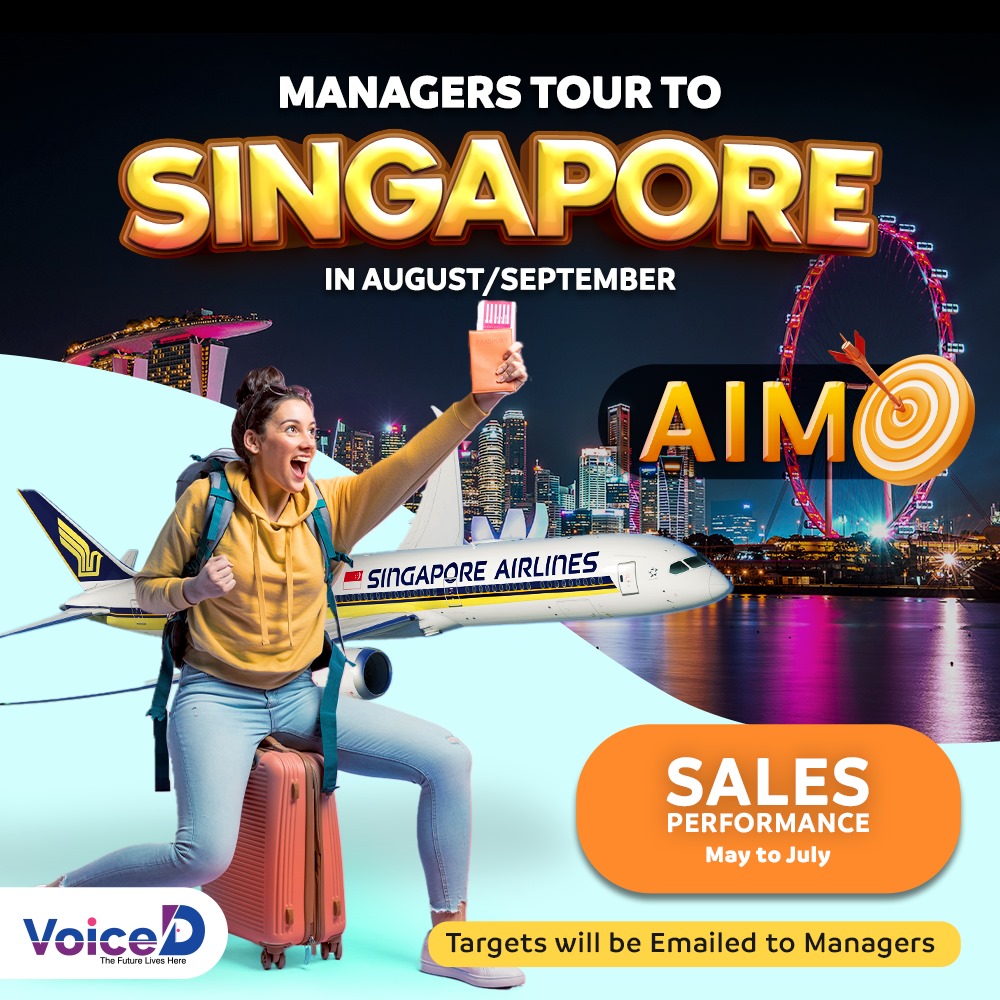 MANAGERS TOUR TO
SINGAPORE
IN AUGUST/SEPTEMBER
AIM
SINGAPORE AIRLINES
SALES
PERFORMANCE
May to July
VoiceD
The Future Lives Here
Targets will be Emailed to Managers